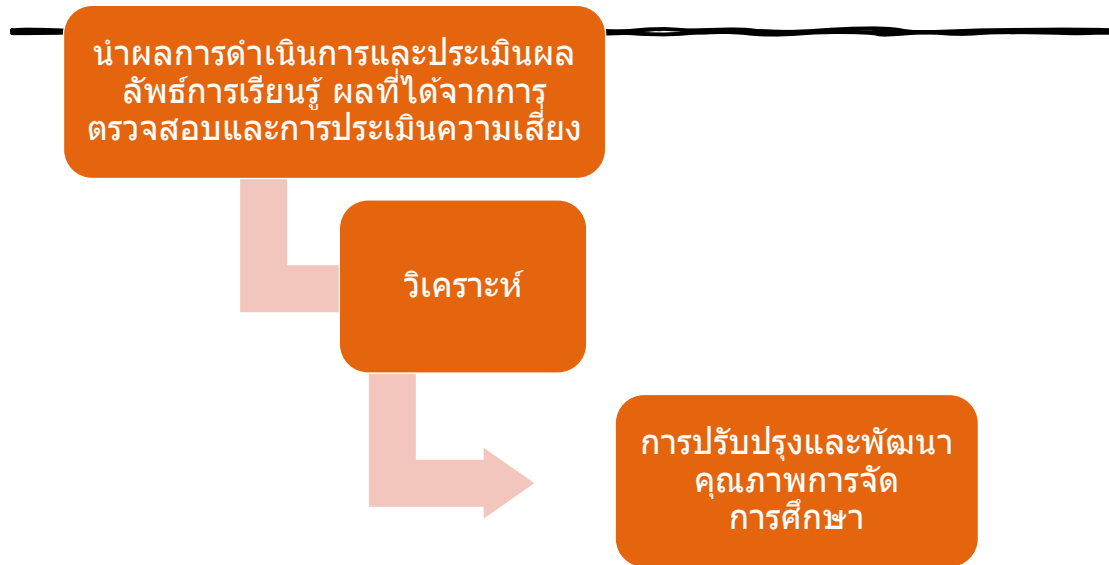 นำผลการดำเนินการและประเมินผล
ลัพธ์การเรียนรู้ ผลที่ได้จากการ
ตรวจสอบและการประเมินความเสี่ยง
วิเคราะห์
การปรับปรุงและพัฒนา
คุณภาพการจัด
การศึกษา